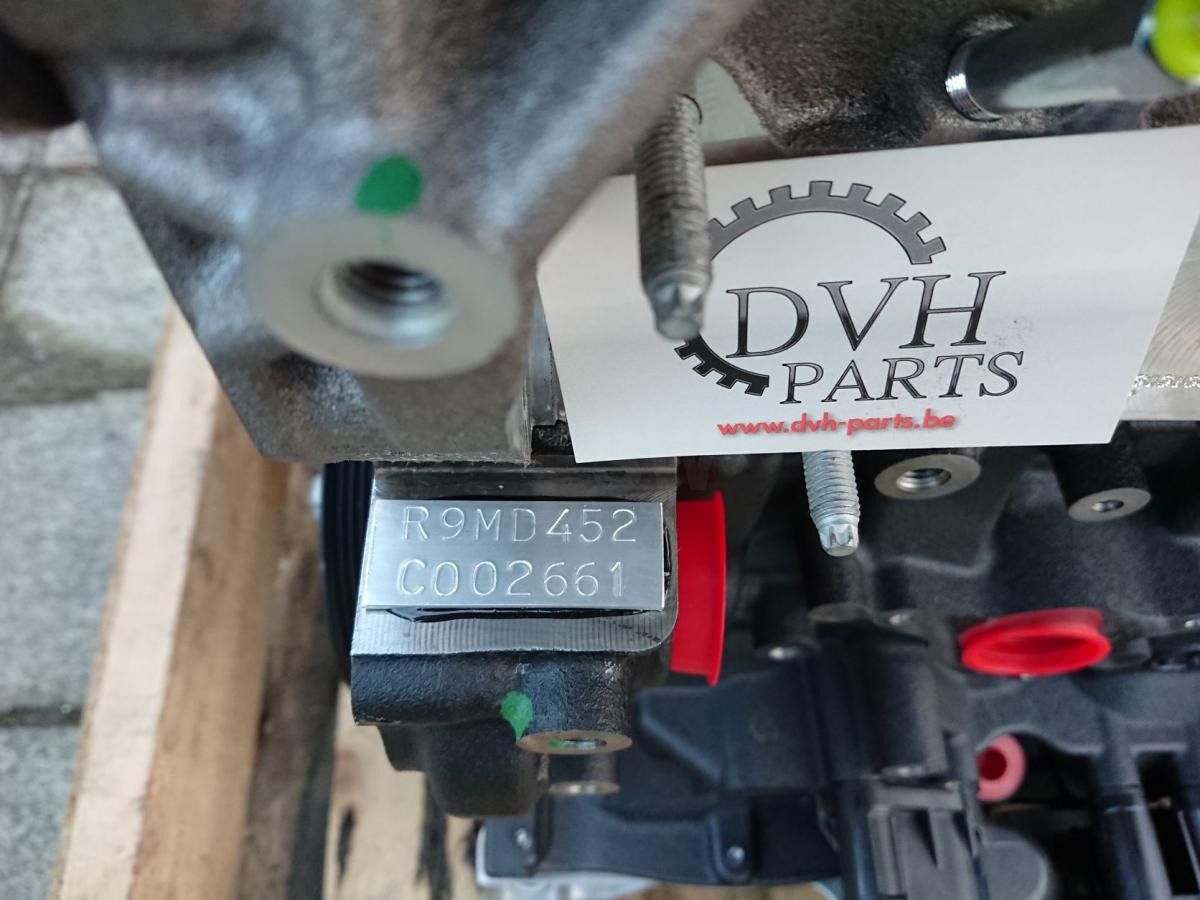 DVH
PARTS
www.dvh-parts.be
R9MD452
C002661